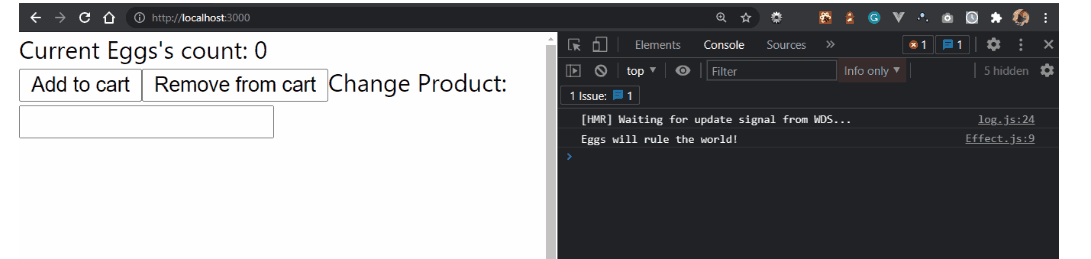 http://localhost:3000
Current Eggs's count: 0
Add to cart Remove from cart Change Product:
Elements Console Sources » 1 1
top ▼ Filter Info only ▼ 5 hidden
1 Issue: 1
[HMR] Waiting for update signal from WDS... log.js:24
Eggs will rule the world! Effect.js:9